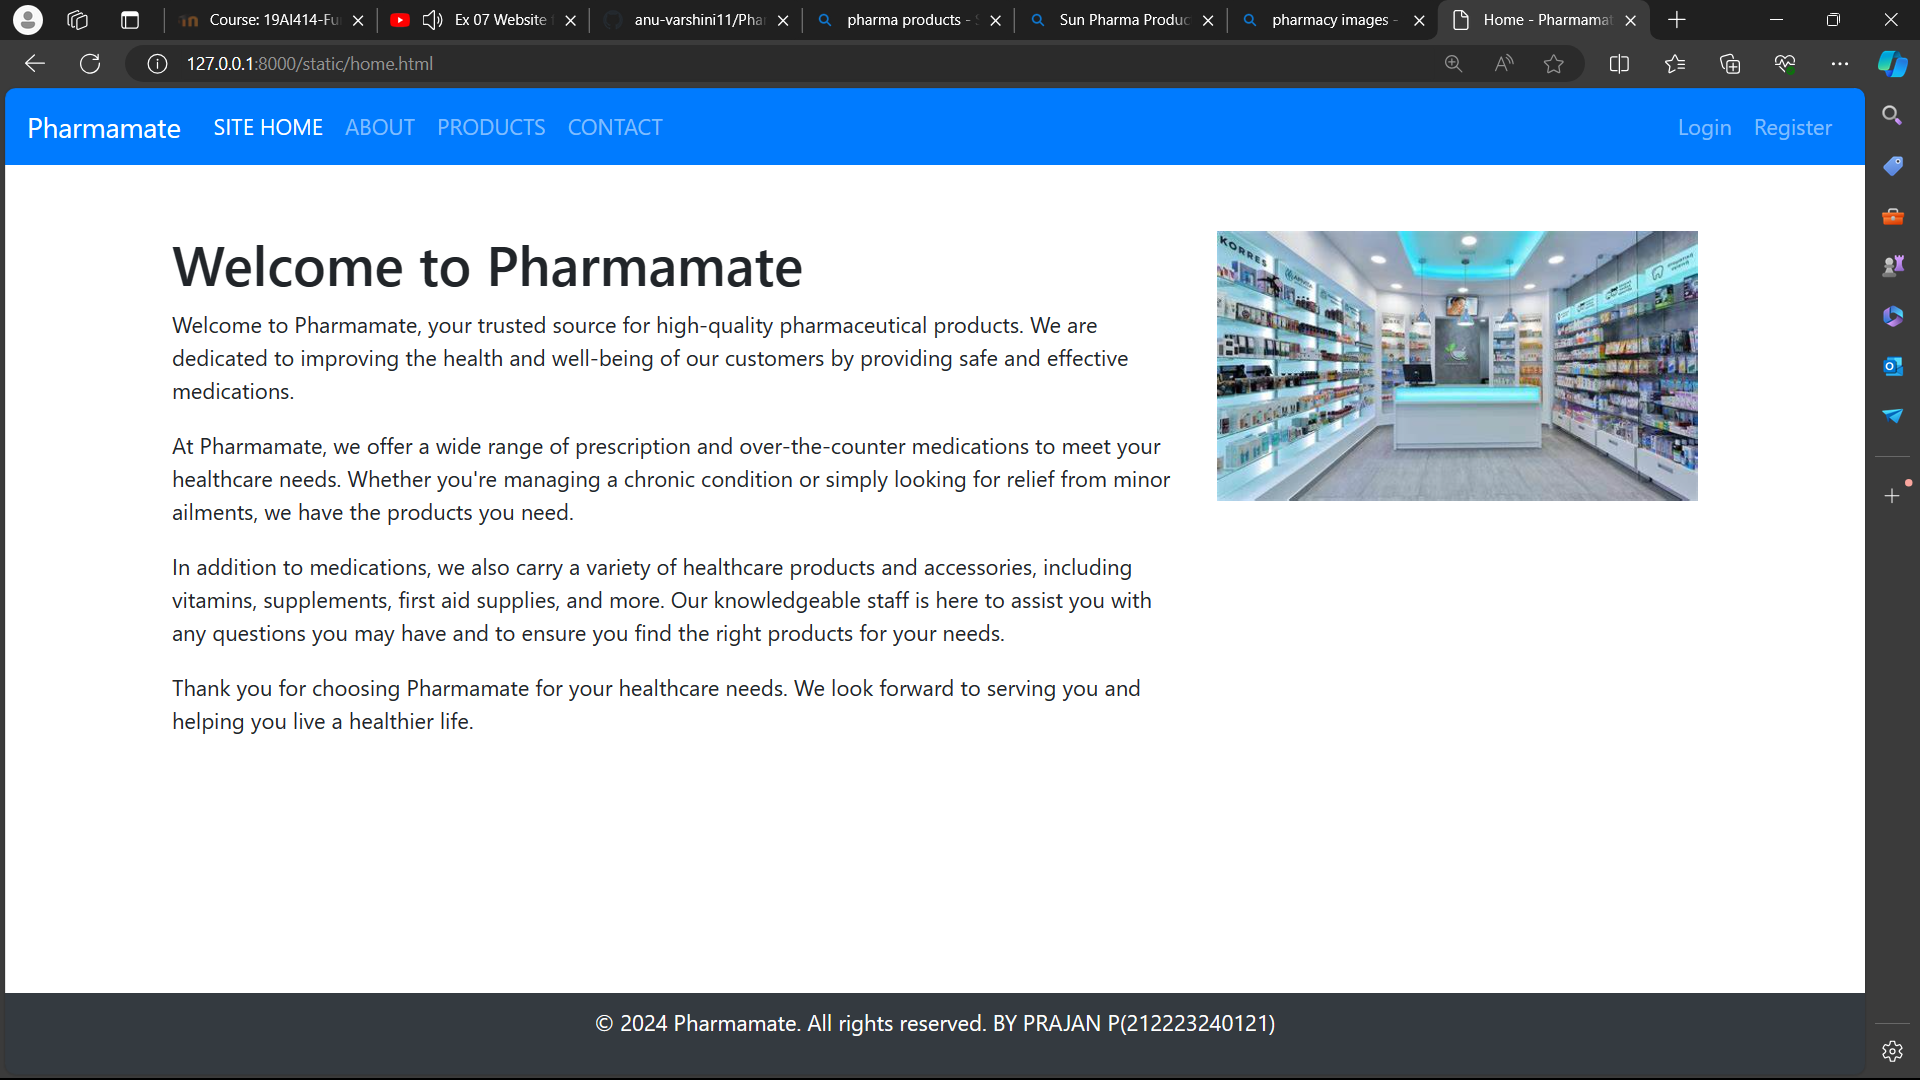 Course: 19AI414-Fu
Ex 07 Website
anu-varshini11/Phar
pharma products -
Sun Pharma Produc
pharmacy images -
Home - Pharmamat
127.0.0.1:8000/static/home.html
Pharmamate SITE HOME ABOUT PRODUCTS CONTACT Login Register
Welcome to Pharmamate
Welcome to Pharmamate, your trusted source for high-quality pharmaceutical products. We are
dedicated to improving the health and well-being of our customers by providing safe and effective
medications.
At Pharmamate, we offer a wide range of prescription and over-the-counter medications to meet your
healthcare needs. Whether you're managing a chronic condition or simply looking for relief from minor
ailments, we have the products you need.
In addition to medications, we also carry a variety of healthcare products and accessories, including
vitamins, supplements, first aid supplies, and more. Our knowledgeable staff is here to assist you with
any questions you may have and to ensure you find the right products for your needs.
Thank you for choosing Pharmamate for your healthcare needs. We look forward to serving you and
helping you live a healthier life.
KORRES
© 2024 Pharmamate. All rights reserved. BY PRAJAN P(212223240121)